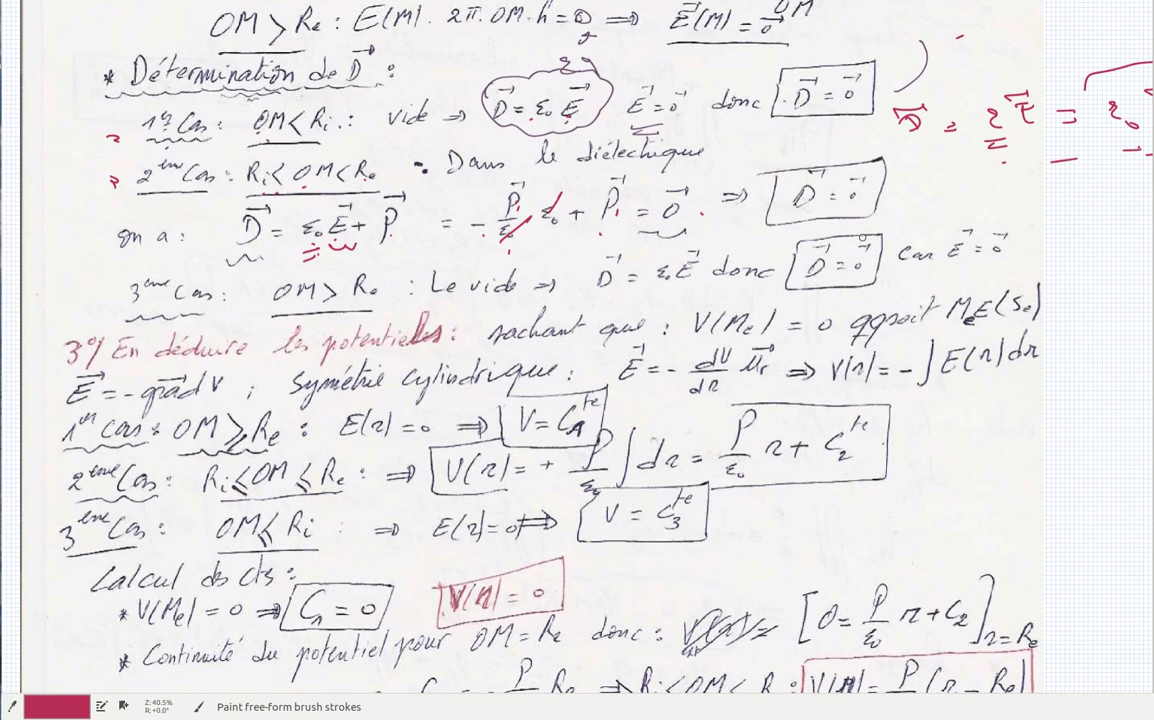 OM > Re : E(M). 2π. OM. h = 0 ⟹ E⃗(M) = 0⃗
* Détermination de D⃗ :
1er Cas : OM < Ri : vide ⟹ D⃗ = ε₀ E⃗ E⃗ = 0⃗ donc D⃗ = 0⃗
2ème Cas : Ri < OM < Re • Dans le diélectrique
on a : D⃗ = ε₀E⃗ + P⃗ = - P⃗/ε₀ ε₀ + P⃗ = 0⃗ ⟹ D⃗ = 0⃗
3ème Cas : OM > Re : Le vide ⟹ D⃗ = ε₀E⃗ donc D⃗ = 0⃗ car E⃗ = 0⃗
3°/ En déduire les potentiels : sachant que : V(Me) = 0 qqsoit Me∈(Se)
E⃗ = -grad V ; Symétrie cylindrique : E⃗ = - dV/dr u⃗r ⟹ V(r) = - ∫ E(r) dr
1er cas : OM ≥ Re : E(r) = 0 ⟹ V = C1te
2ème Cas : Ri ≤ OM ≤ Re : ⟹ V(r) = + P/ε₀ ∫ dr = P/ε₀ r + C2te
3ème Cas : OM ≤ Ri : ⟹ E(r) = 0 ⟹ V = C3te
Calcul des Cts :
* V(Me) = 0 ⟹ C1 = 0 V(r) = 0
* Continuité du potentiel pour OM = Re donc : [0 = P/ε₀ r + C2] r = Re
Ri < OM < R : V(r) = P (r - Re)